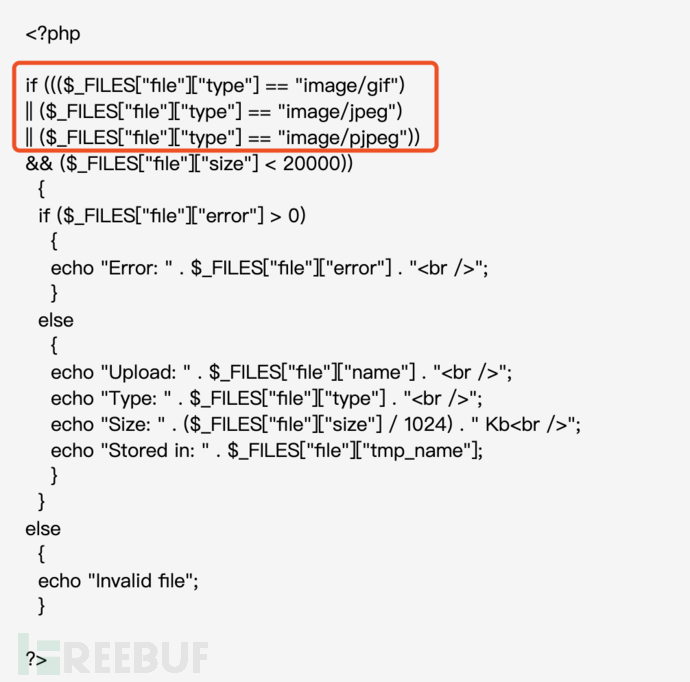 <?php
if ((($_FILES["file"]["type"] == "image/gif")
|| ($_FILES["file"]["type"] == "image/jpeg")
|| ($_FILES["file"]["type"] == "image/pjpeg"))
&& ($_FILES["file"]["size"] < 20000))
{
if ($_FILES["file"]["error"] > 0)
{
echo "Error: " . $_FILES["file"]["error"] . "<br />";
}
else
{
echo "Upload: " . $_FILES["file"]["name"] . "<br />";
echo "Type: " . $_FILES["file"]["type"] . "<br />";
echo "Size: " . ($_FILES["file"]["size"] / 1024) . " Kb<br />";
echo "Stored in: " . $_FILES["file"]["tmp_name"];
}
}
else
{
echo "Invalid file";
}
?>
FREEBUF